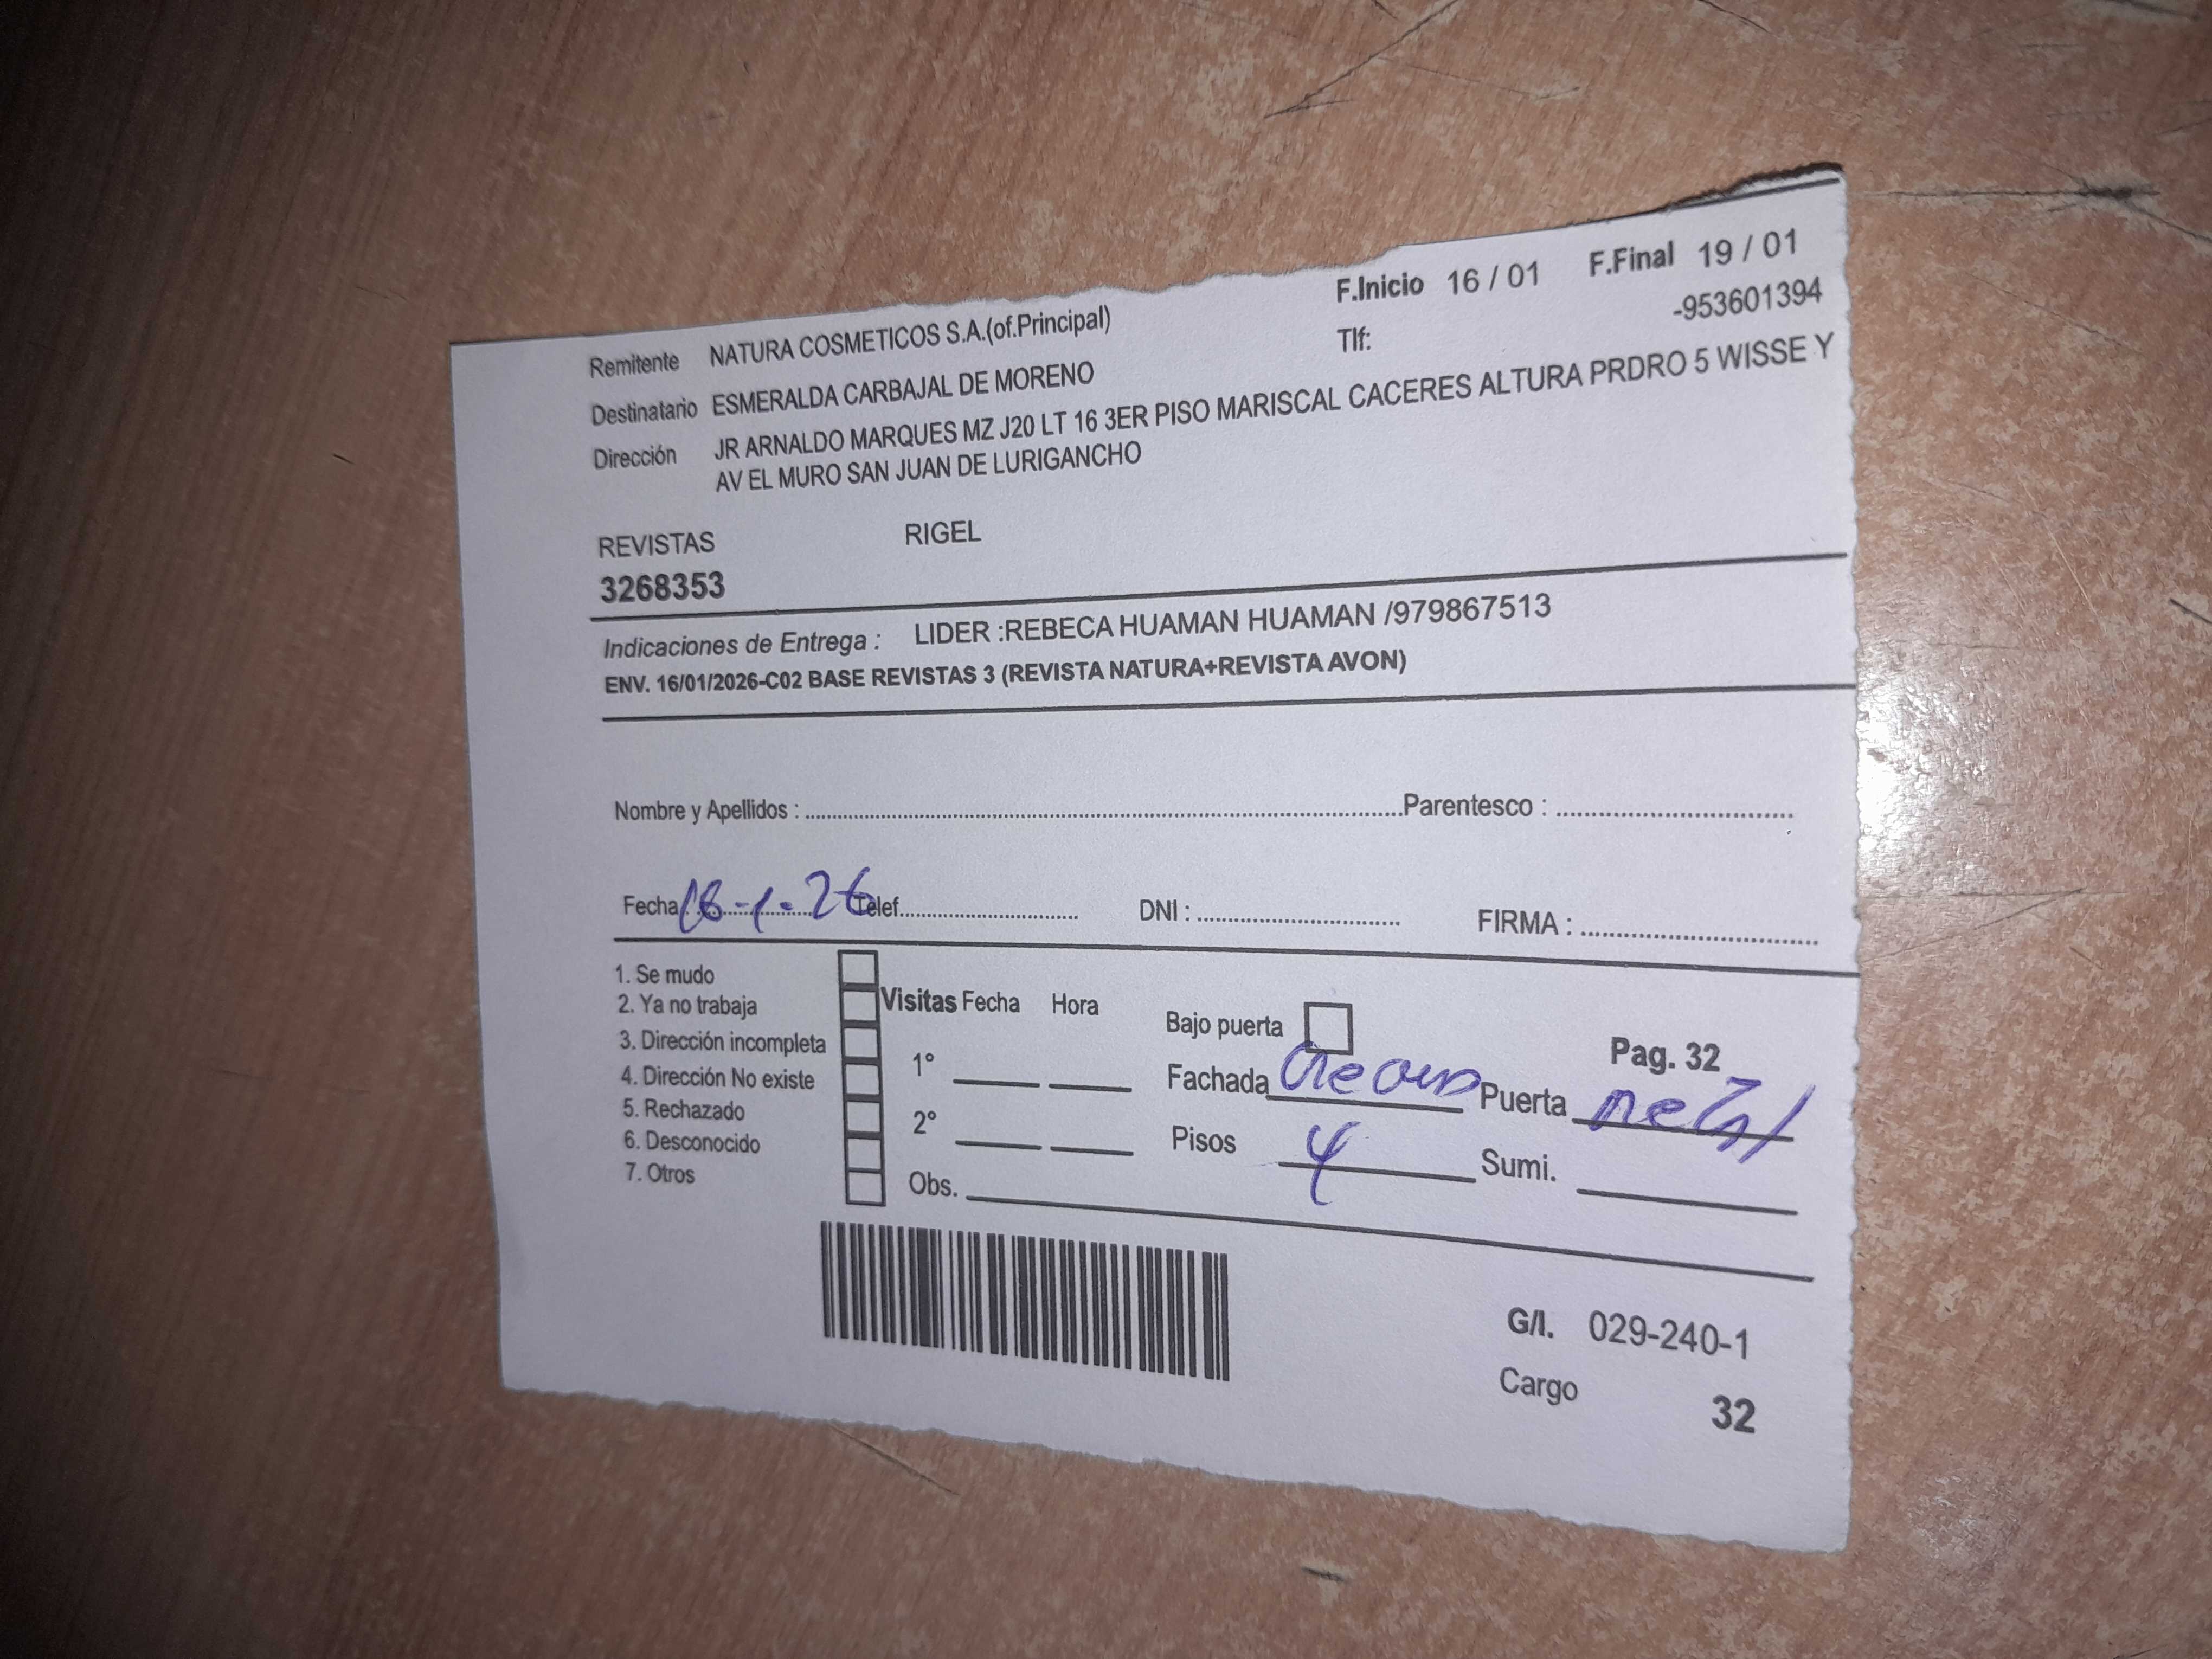 F.Inicio 16 / 01 F.Final 19 / 01
Remitente NATURA COSMETICOS S.A.(of.Principal) Tlf: -953601394
Destinatario ESMERALDA CARBAJAL DE MORENO
Dirección JR ARNALDO MARQUES MZ J20 LT 16 3ER PISO MARISCAL CACERES ALTURA PRDRO 5 WISSE Y
AV EL MURO SAN JUAN DE LURIGANCHO
REVISTAS RIGEL
3268353
Indicaciones de Entrega : LIDER :REBECA HUAMAN HUAMAN /979867513
ENV. 16/01/2026-C02 BASE REVISTAS 3 (REVISTA NATURA+REVISTA AVON)
Nombre y Apellidos : Parentesco :
Fecha -1-26 Telef. DNI : FIRMA :
1. Se mudo
2. Ya no trabaja
3. Dirección incompleta
4. Dirección No existe
5. Rechazado
6. Desconocido
7. Otros
Visitas Fecha Hora
1°
2°
Obs.
Bajo puerta
Pag. 32
Fachada Puerta metal
Pisos 4 Sumi.
G/I. 029-240-1
Cargo 32